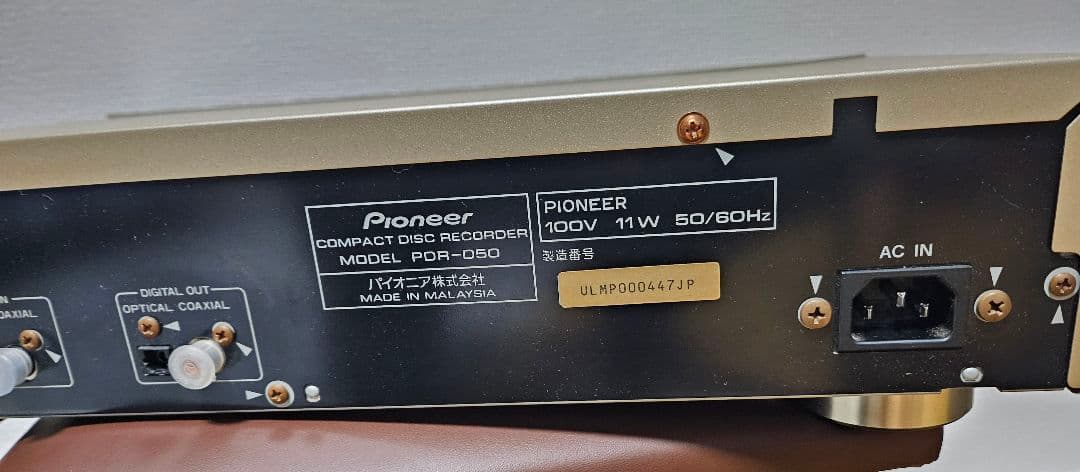 Pioneer
COMPACT DISC RECORDER
MODEL PDR-D50
パイオニア株式会社
MADE IN MALAYSIA
PIONEER
100V 11W 50/60Hz
製造番号
ULMP000447JP
AC IN
DIGITAL OUT
OPTICAL COAXIAL